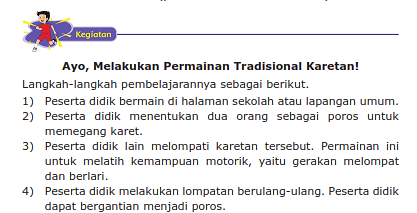 Kegiatan
Ayo, Melakukan Permainan Tradisional Karetan!
Langkah-langkah pembelajarannya sebagai berikut.
1) Peserta didik bermain di halaman sekolah atau lapangan umum.
2) Peserta didik menentukan dua orang sebagai poros untuk
memegang karet.
3) Peserta didik lain melompati karetan tersebut. Permainan ini
untuk melatih kemampuan motorik, yaitu gerakan melompat
dan berlari.
4) Peserta didik melakukan lompatan berulang-ulang. Peserta didik
dapat bergantian menjadi poros.